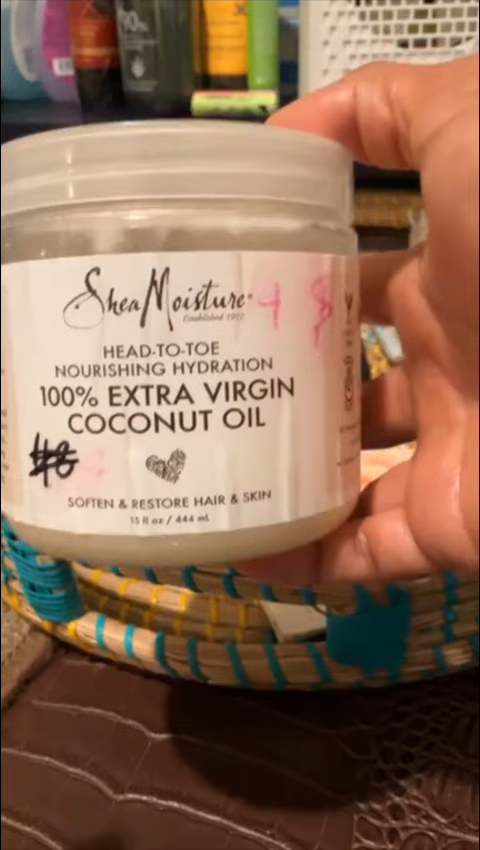 90%
SheaMoisture®
Established 1912
HEAD-TO-TOE
NOURISHING HYDRATION
100% EXTRA VIRGIN
COCONUT OIL
#8
SOFTEN & RESTORE HAIR & SKIN
15 fl oz / 444 mL